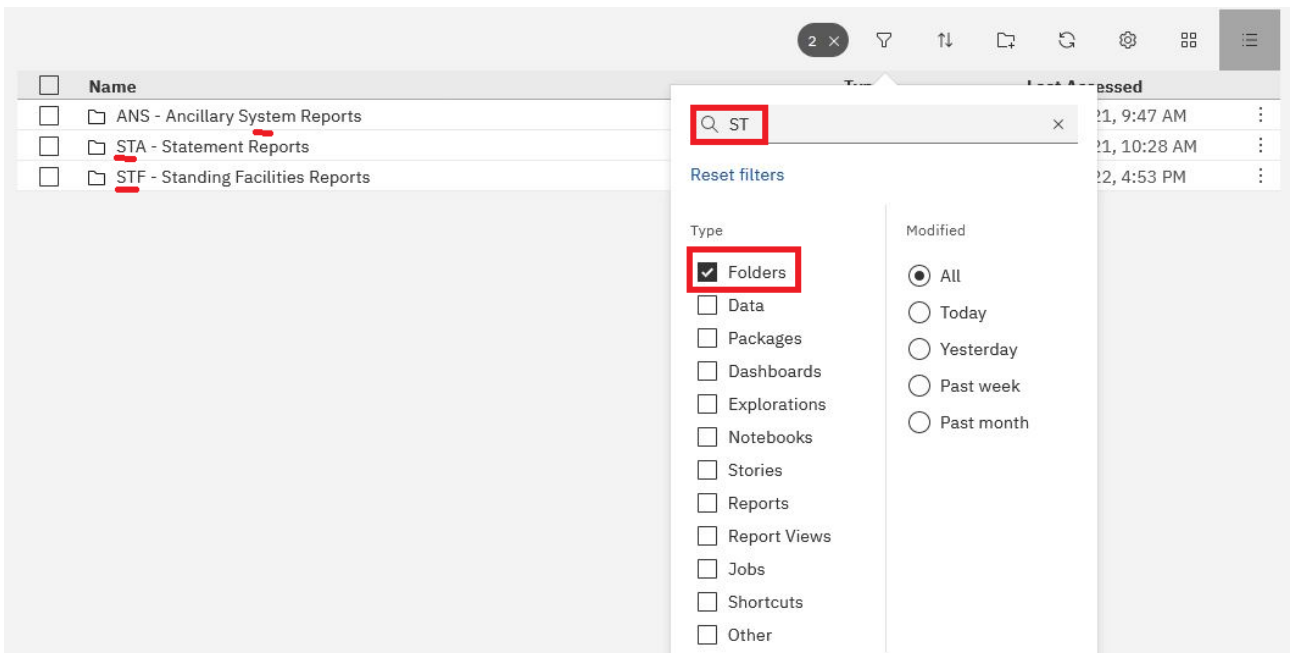 2 ×
Name
ANS - Ancillary System Reports
STA - Statement Reports
STF - Standing Facilities Reports
21, 9:47 AM
21, 10:28 AM
22, 4:53 PM
ST
Reset filters
Type
Folders
Data
Packages
Dashboards
Explorations
Notebooks
Stories
Reports
Report Views
Jobs
Shortcuts
Other
Modified
All
Today
Yesterday
Past week
Past month